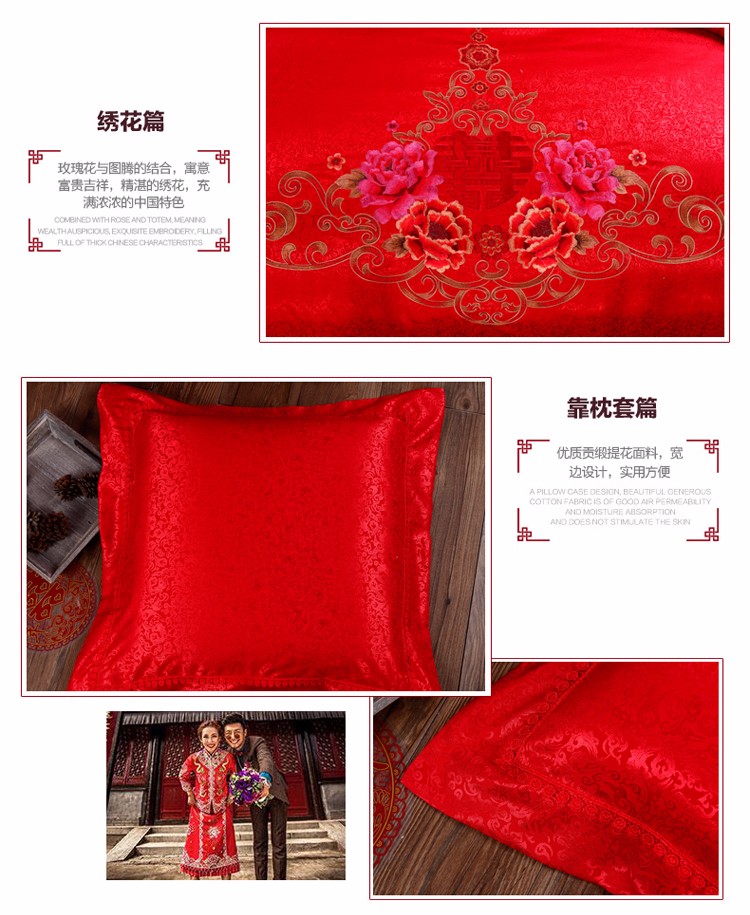 绣花篇
玫瑰花与图腾的结合，寓意
富贵吉祥，精湛的绣花，充
满浓浓的中国特色
COMBINED WITH ROSE AND TOTEM, MEANING
WEALTH AUSPICIOUS, EXQUISITE EMBROIDERY, FILLING
FULL OF THICK CHINESE CHARACTERISTICS
囍
靠枕套篇
优质贡缎提花面料，宽
边设计，实用方便
A PILLOW CASE DESIGN, BEAUTIFUL GENEROUS
COTTON FABRIC IS OF GOOD AIR PERMEABILITY
AND MOISTURE ABSORPTION
AND DOES NOT STIMULATE THE SKIN